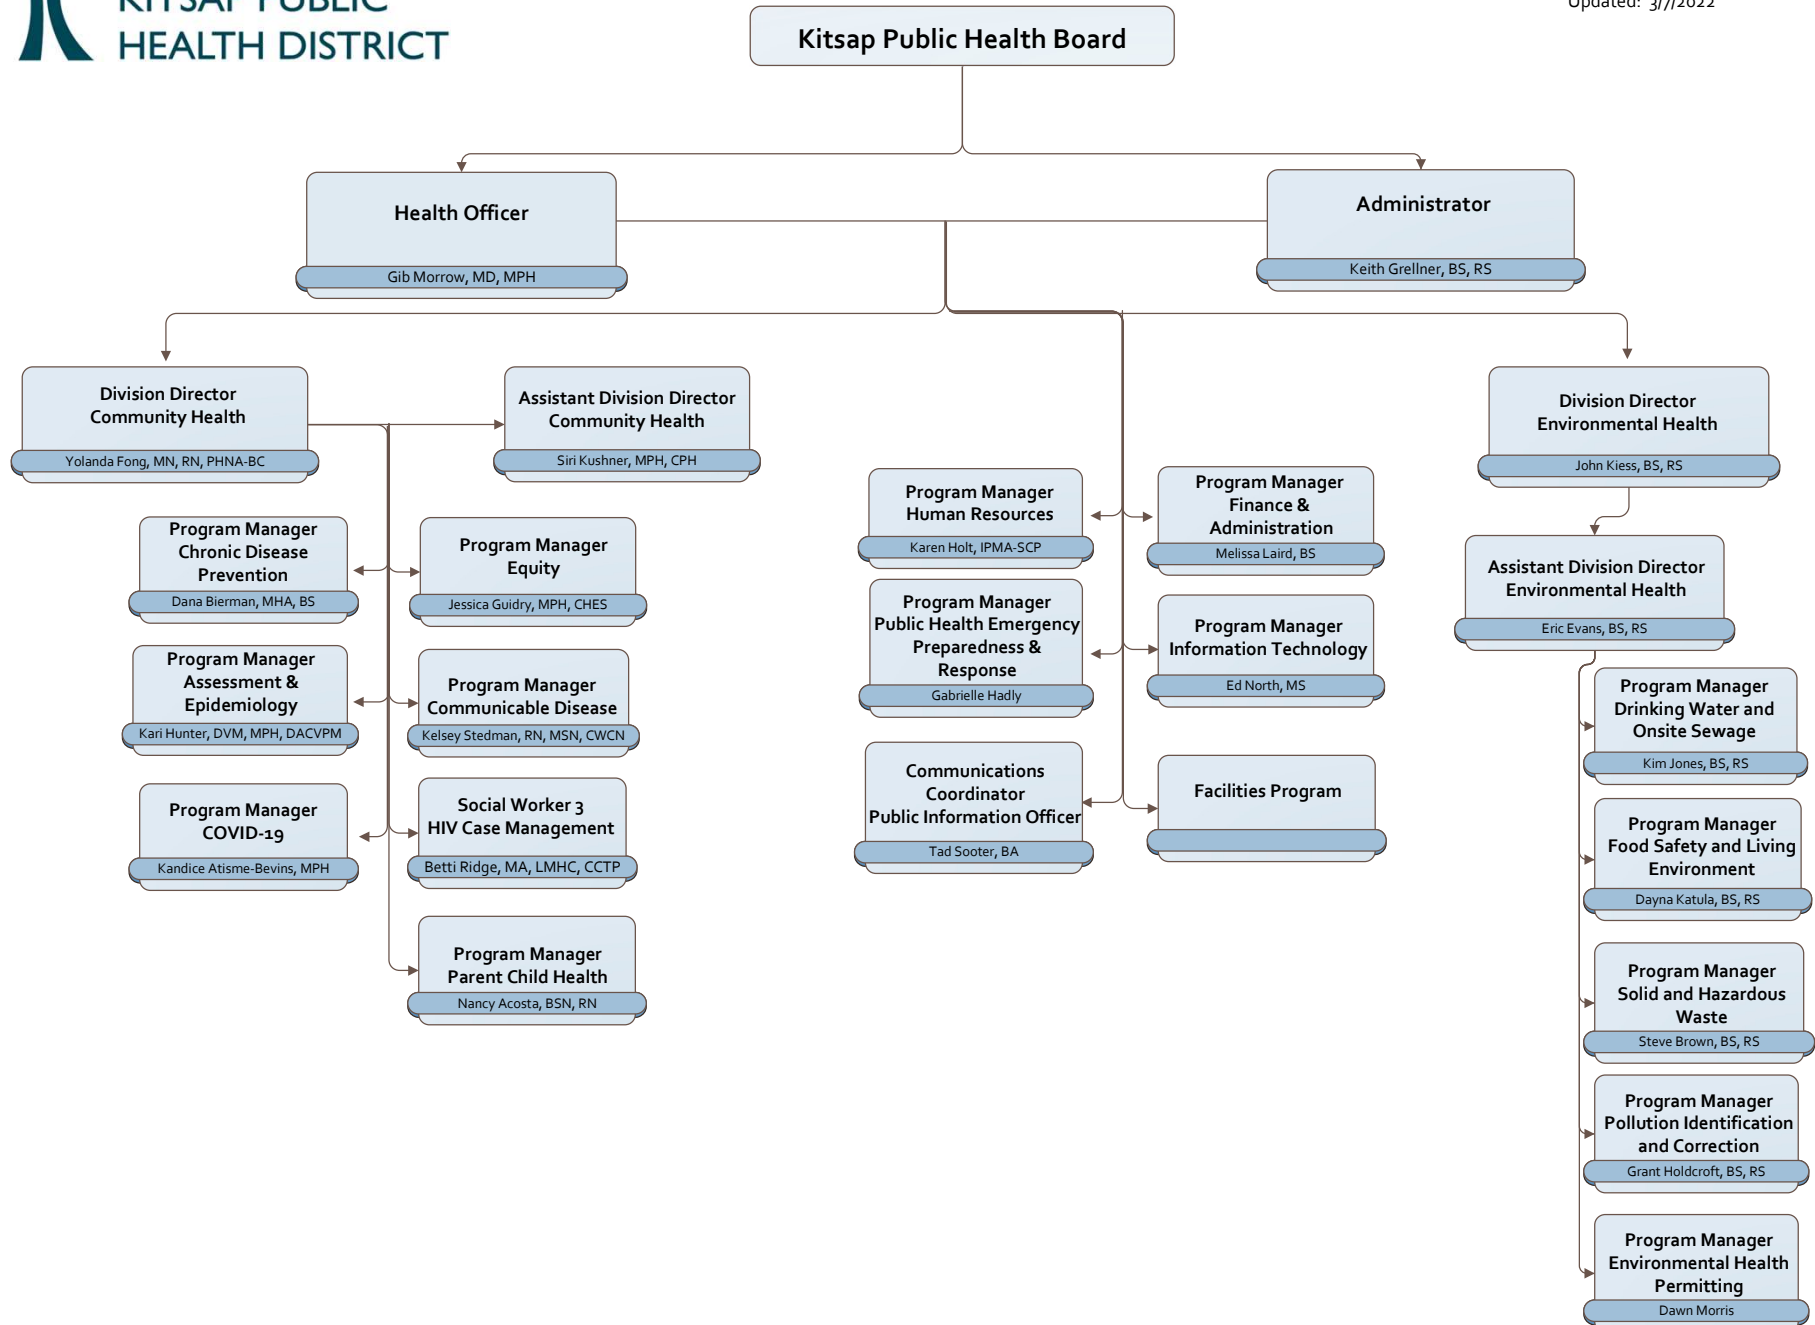 KITSAP PUBLIC
HEALTH DISTRICT
Updated: 3/7/2022
Kitsap Public Health Board
Health Officer
Gib Morrow, MD, MPH
Administrator
Keith Grellner, BS, RS
Division Director
Community Health
Yolanda Fong, MN, RN, PHNA-BC
Assistant Division Director
Community Health
Siri Kushner, MPH, CPH
Program Manager
Chronic Disease
Prevention
Dana Bierman, MHA, BS
Program Manager
Equity
Jessica Guidry, MPH, CHES
Program Manager
Assessment &
Epidemiology
Kari Hunter, DVM, MPH, DACVPM
Program Manager
Communicable Disease
Kelsey Stedman, RN, MSN, CWCN
Program Manager
COVID-19
Kandice Atisme-Bevins, MPH
Social Worker 3
HIV Case Management
Betti Ridge, MA, LMHC, CCTP
Program Manager
Parent Child Health
Nancy Acosta, BSN, RN
Program Manager
Human Resources
Karen Holt, IPMA-SCP
Program Manager
Finance &
Administration
Melissa Laird, BS
Program Manager
Public Health Emergency
Preparedness &
Response
Gabrielle Hadly
Program Manager
Information Technology
Ed North, MS
Communications
Coordinator
Public Information Officer
Tad Sooter, BA
Facilities Program
Division Director
Environmental Health
John Kiess, BS, RS
Assistant Division Director
Environmental Health
Eric Evans, BS, RS
Program Manager
Drinking Water and
Onsite Sewage
Kim Jones, BS, RS
Program Manager
Food Safety and Living
Environment
Dayna Katula, BS, RS
Program Manager
Solid and Hazardous
Waste
Steve Brown, BS, RS
Program Manager
Pollution Identification
and Correction
Grant Holdcroft, BS, RS
Program Manager
Environmental Health
Permitting
Dawn Morris